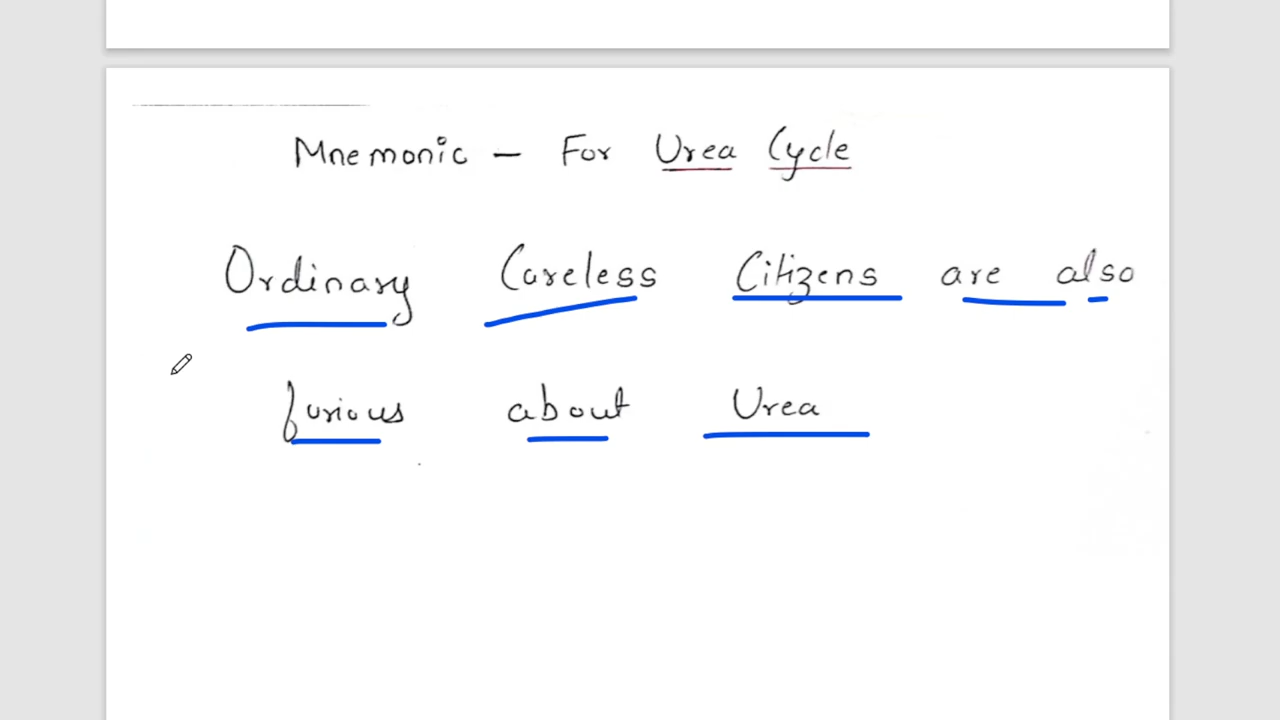 Mnemonic - For Urea Cycle
Ordinary Careless Citizens are also
furious about Urea